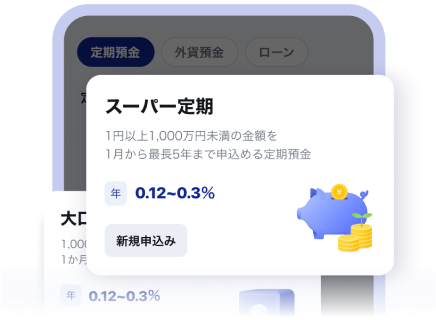 定期預金
外貨預金
ローン
定
スーパー定期
1円以上1,000万円未満の金額を
1月から最長5年まで申込める定期預金
年 0.12~0.3%
新規申込み
大口
1,000
1か月
年 0.12~0.3%